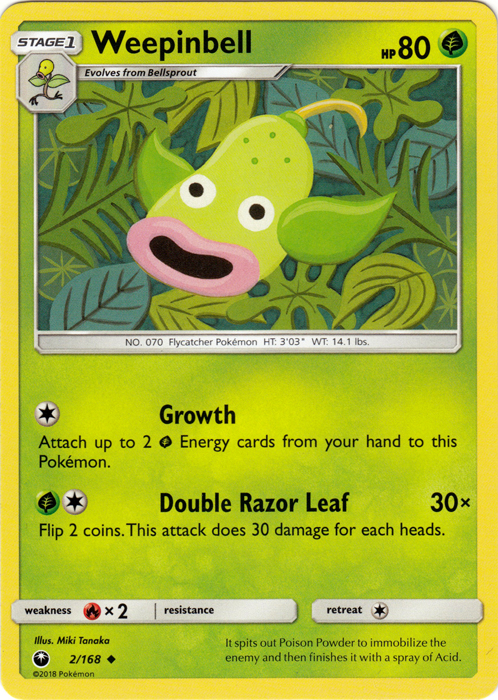 STAGE 1
Weepinbell
HP 80
Evolves from Bellsprout
NO. 070 Flycatcher Pokémon HT: 3'03" WT: 14.1 lbs.
Growth
Attach up to 2 Energy cards from your hand to this
Pokémon.
Double Razor Leaf 30×
Flip 2 coins. This attack does 30 damage for each heads.
weakness × 2 resistance retreat
Illus. Miki Tanaka
2/168
©2018 Pokémon
It spits out Poison Powder to immobilize the
enemy and then finishes it with a spray of Acid.